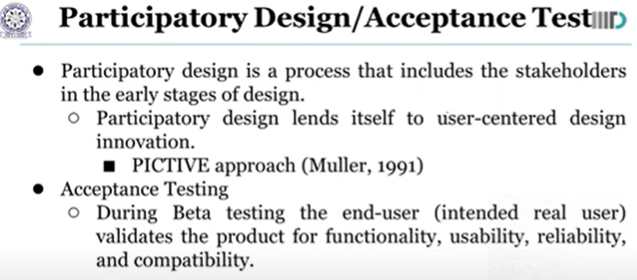 Participatory Design/Acceptance Test
● Participatory design is a process that includes the stakeholders
in the early stages of design.
○ Participatory design lends itself to user-centered design
innovation.
■ PICTIVE approach (Muller, 1991)
● Acceptance Testing
○ During Beta testing the end-user (intended real user)
validates the product for functionality, usability, reliability,
and compatibility.